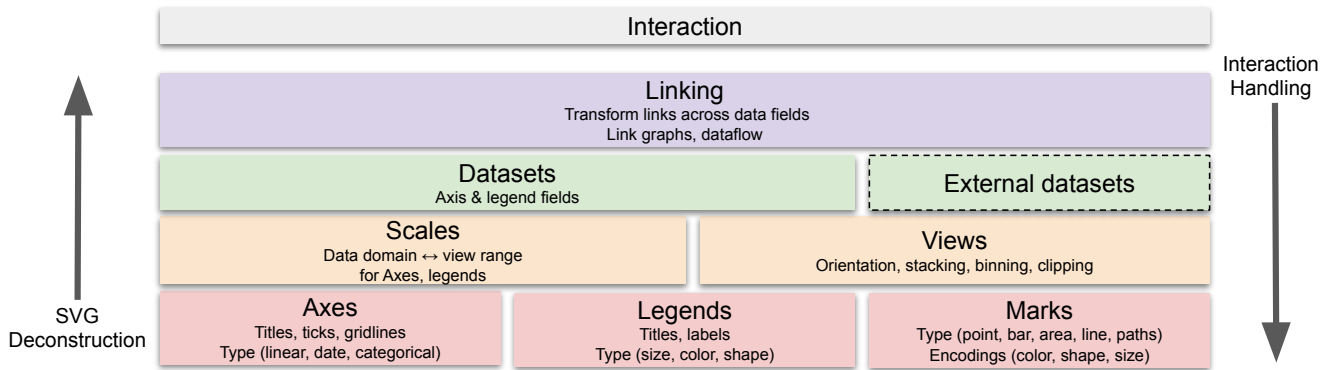 Interaction
Interaction
Handling
Linking
Transform links across data fields
Link graphs, dataflow
Datasets
Axis & legend fields
External datasets
Scales
Data domain ↔ view range
for Axes, legends
Views
Orientation, stacking, binning, clipping
SVG
Deconstruction
Axes
Titles, ticks, gridlines
Type (linear, date, categorical)
Legends
Titles, labels
Type (size, color, shape)
Marks
Type (point, bar, area, line, paths)
Encodings (color, shape, size)